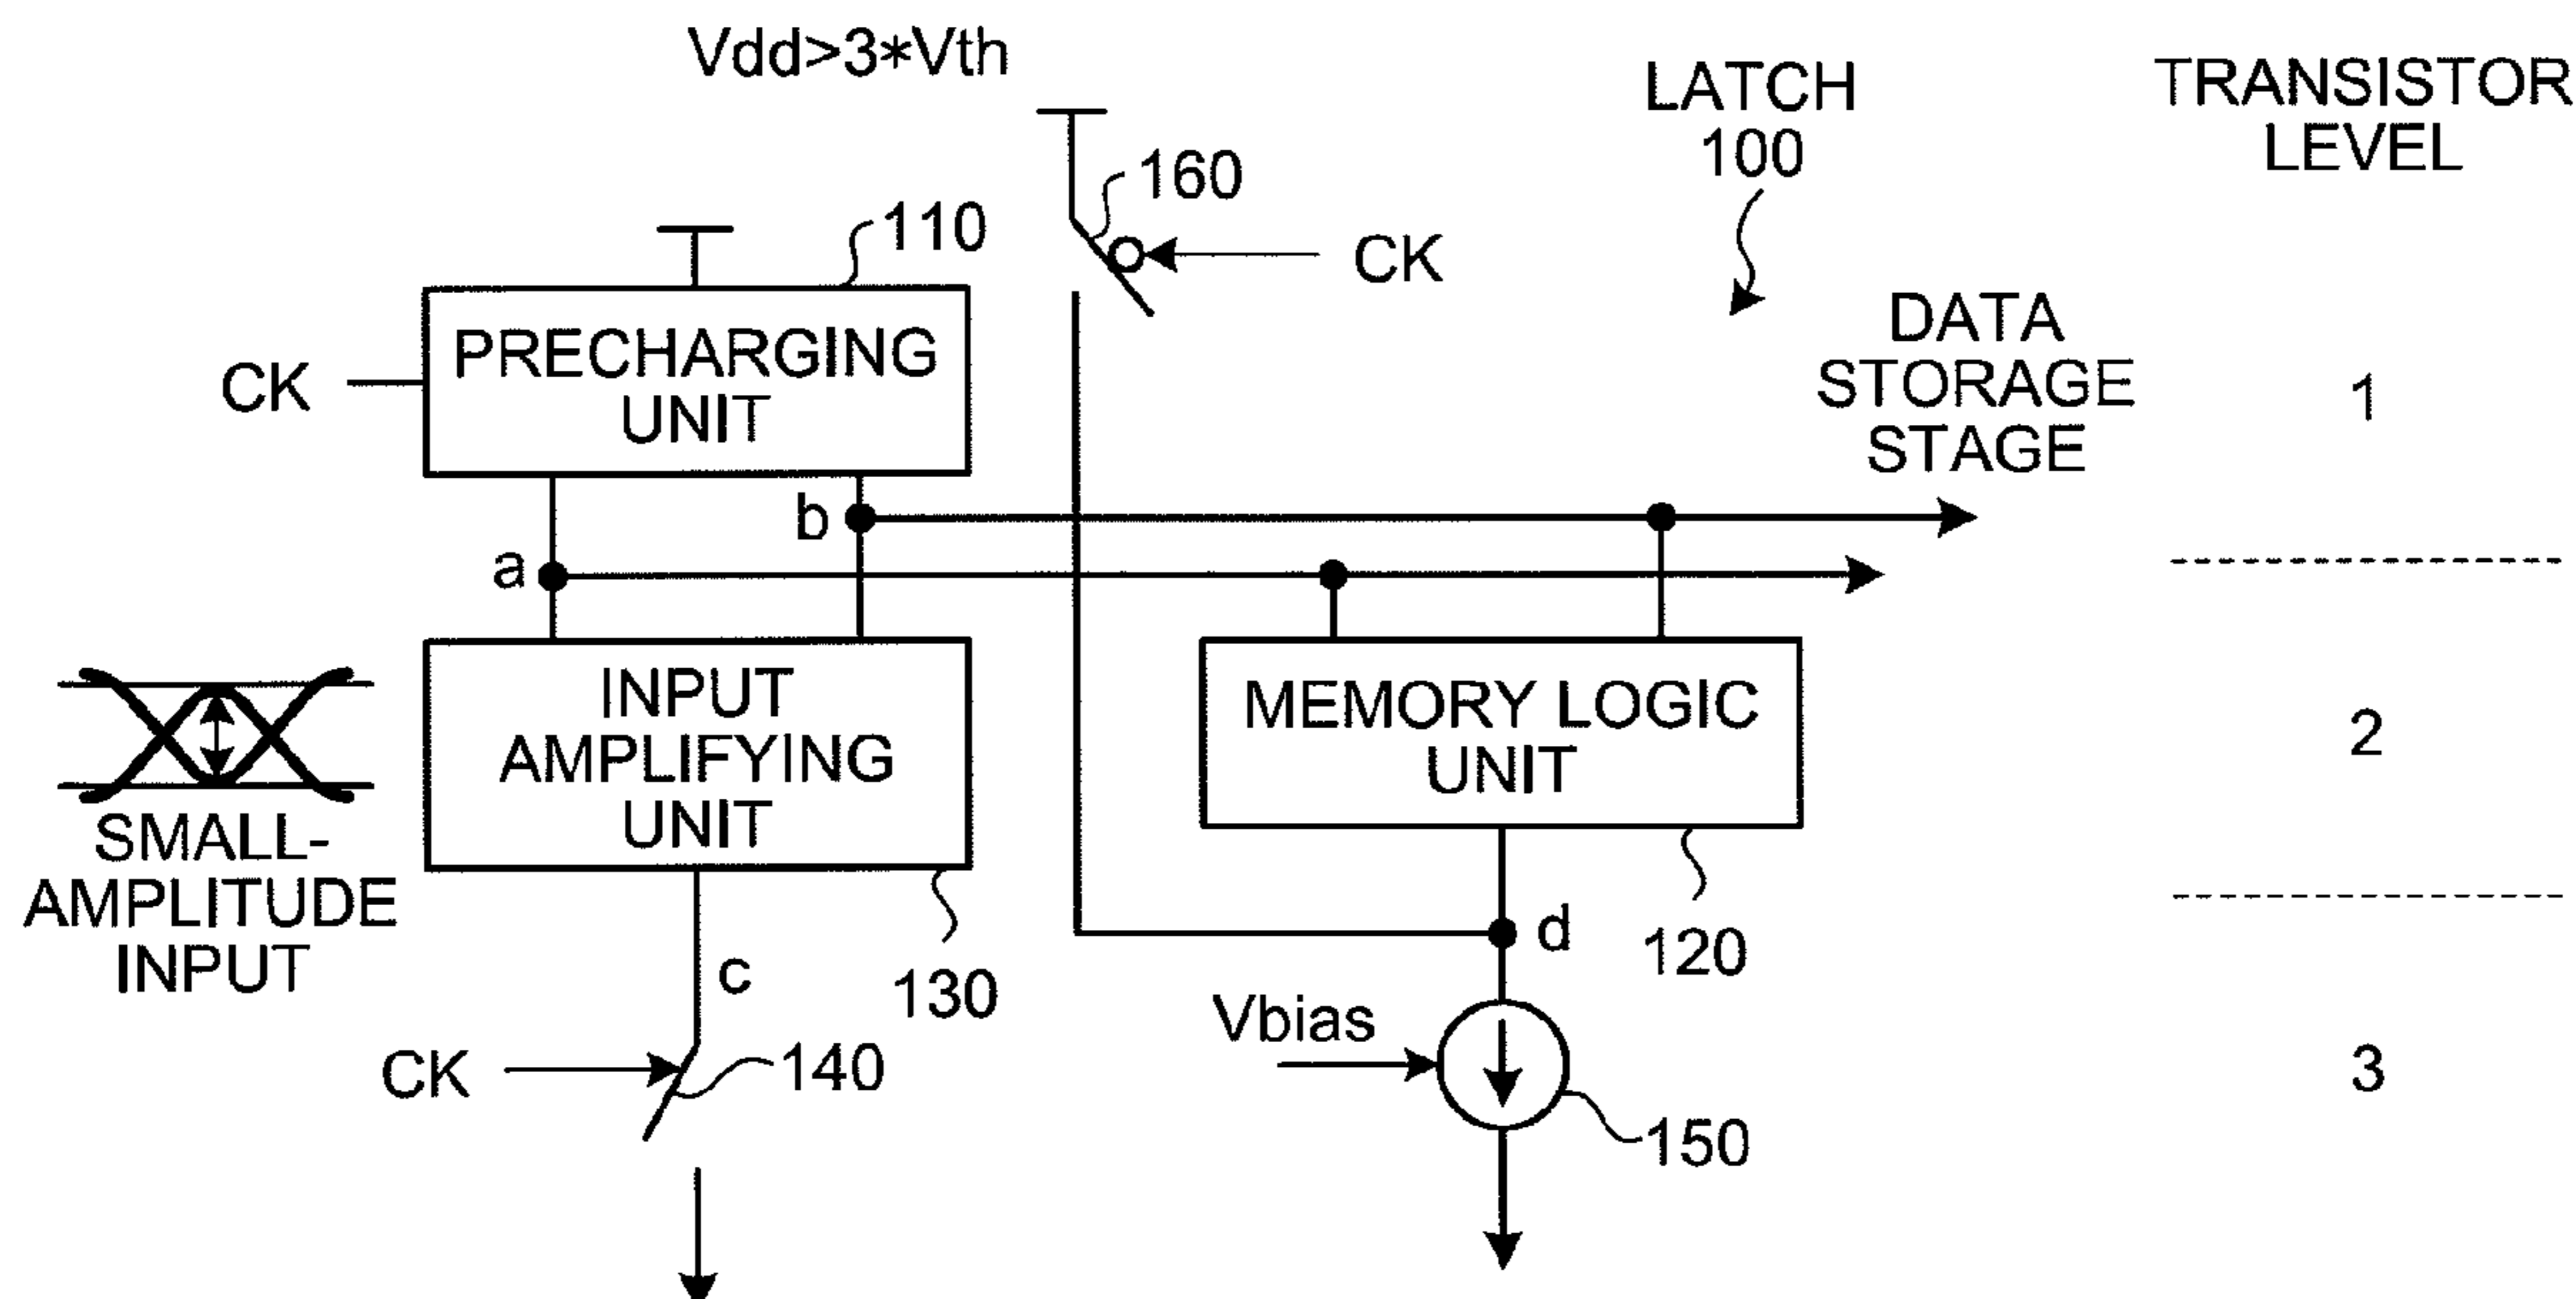 Vdd>3*Vth
LATCH
100
TRANSISTOR
LEVEL
160
110
CK
PRECHARGING
UNIT
CK
DATA
STORAGE
STAGE
1
b
a
INPUT
AMPLIFYING
UNIT
MEMORY LOGIC
UNIT
2
SMALL-
AMPLITUDE
INPUT
c
130
d
120
Vbias
CK
140
150
3